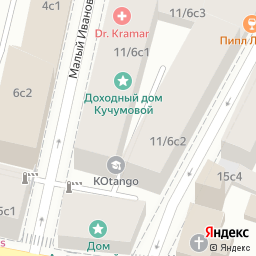 4с1
11/6с3
Dr. Kramar
Пипл Л
11/6с1
Малый Иванов
6с2
Доходный дом
Кучумовой
11/6с2
KOtango
15с4
6с1
Дом
Яндекс